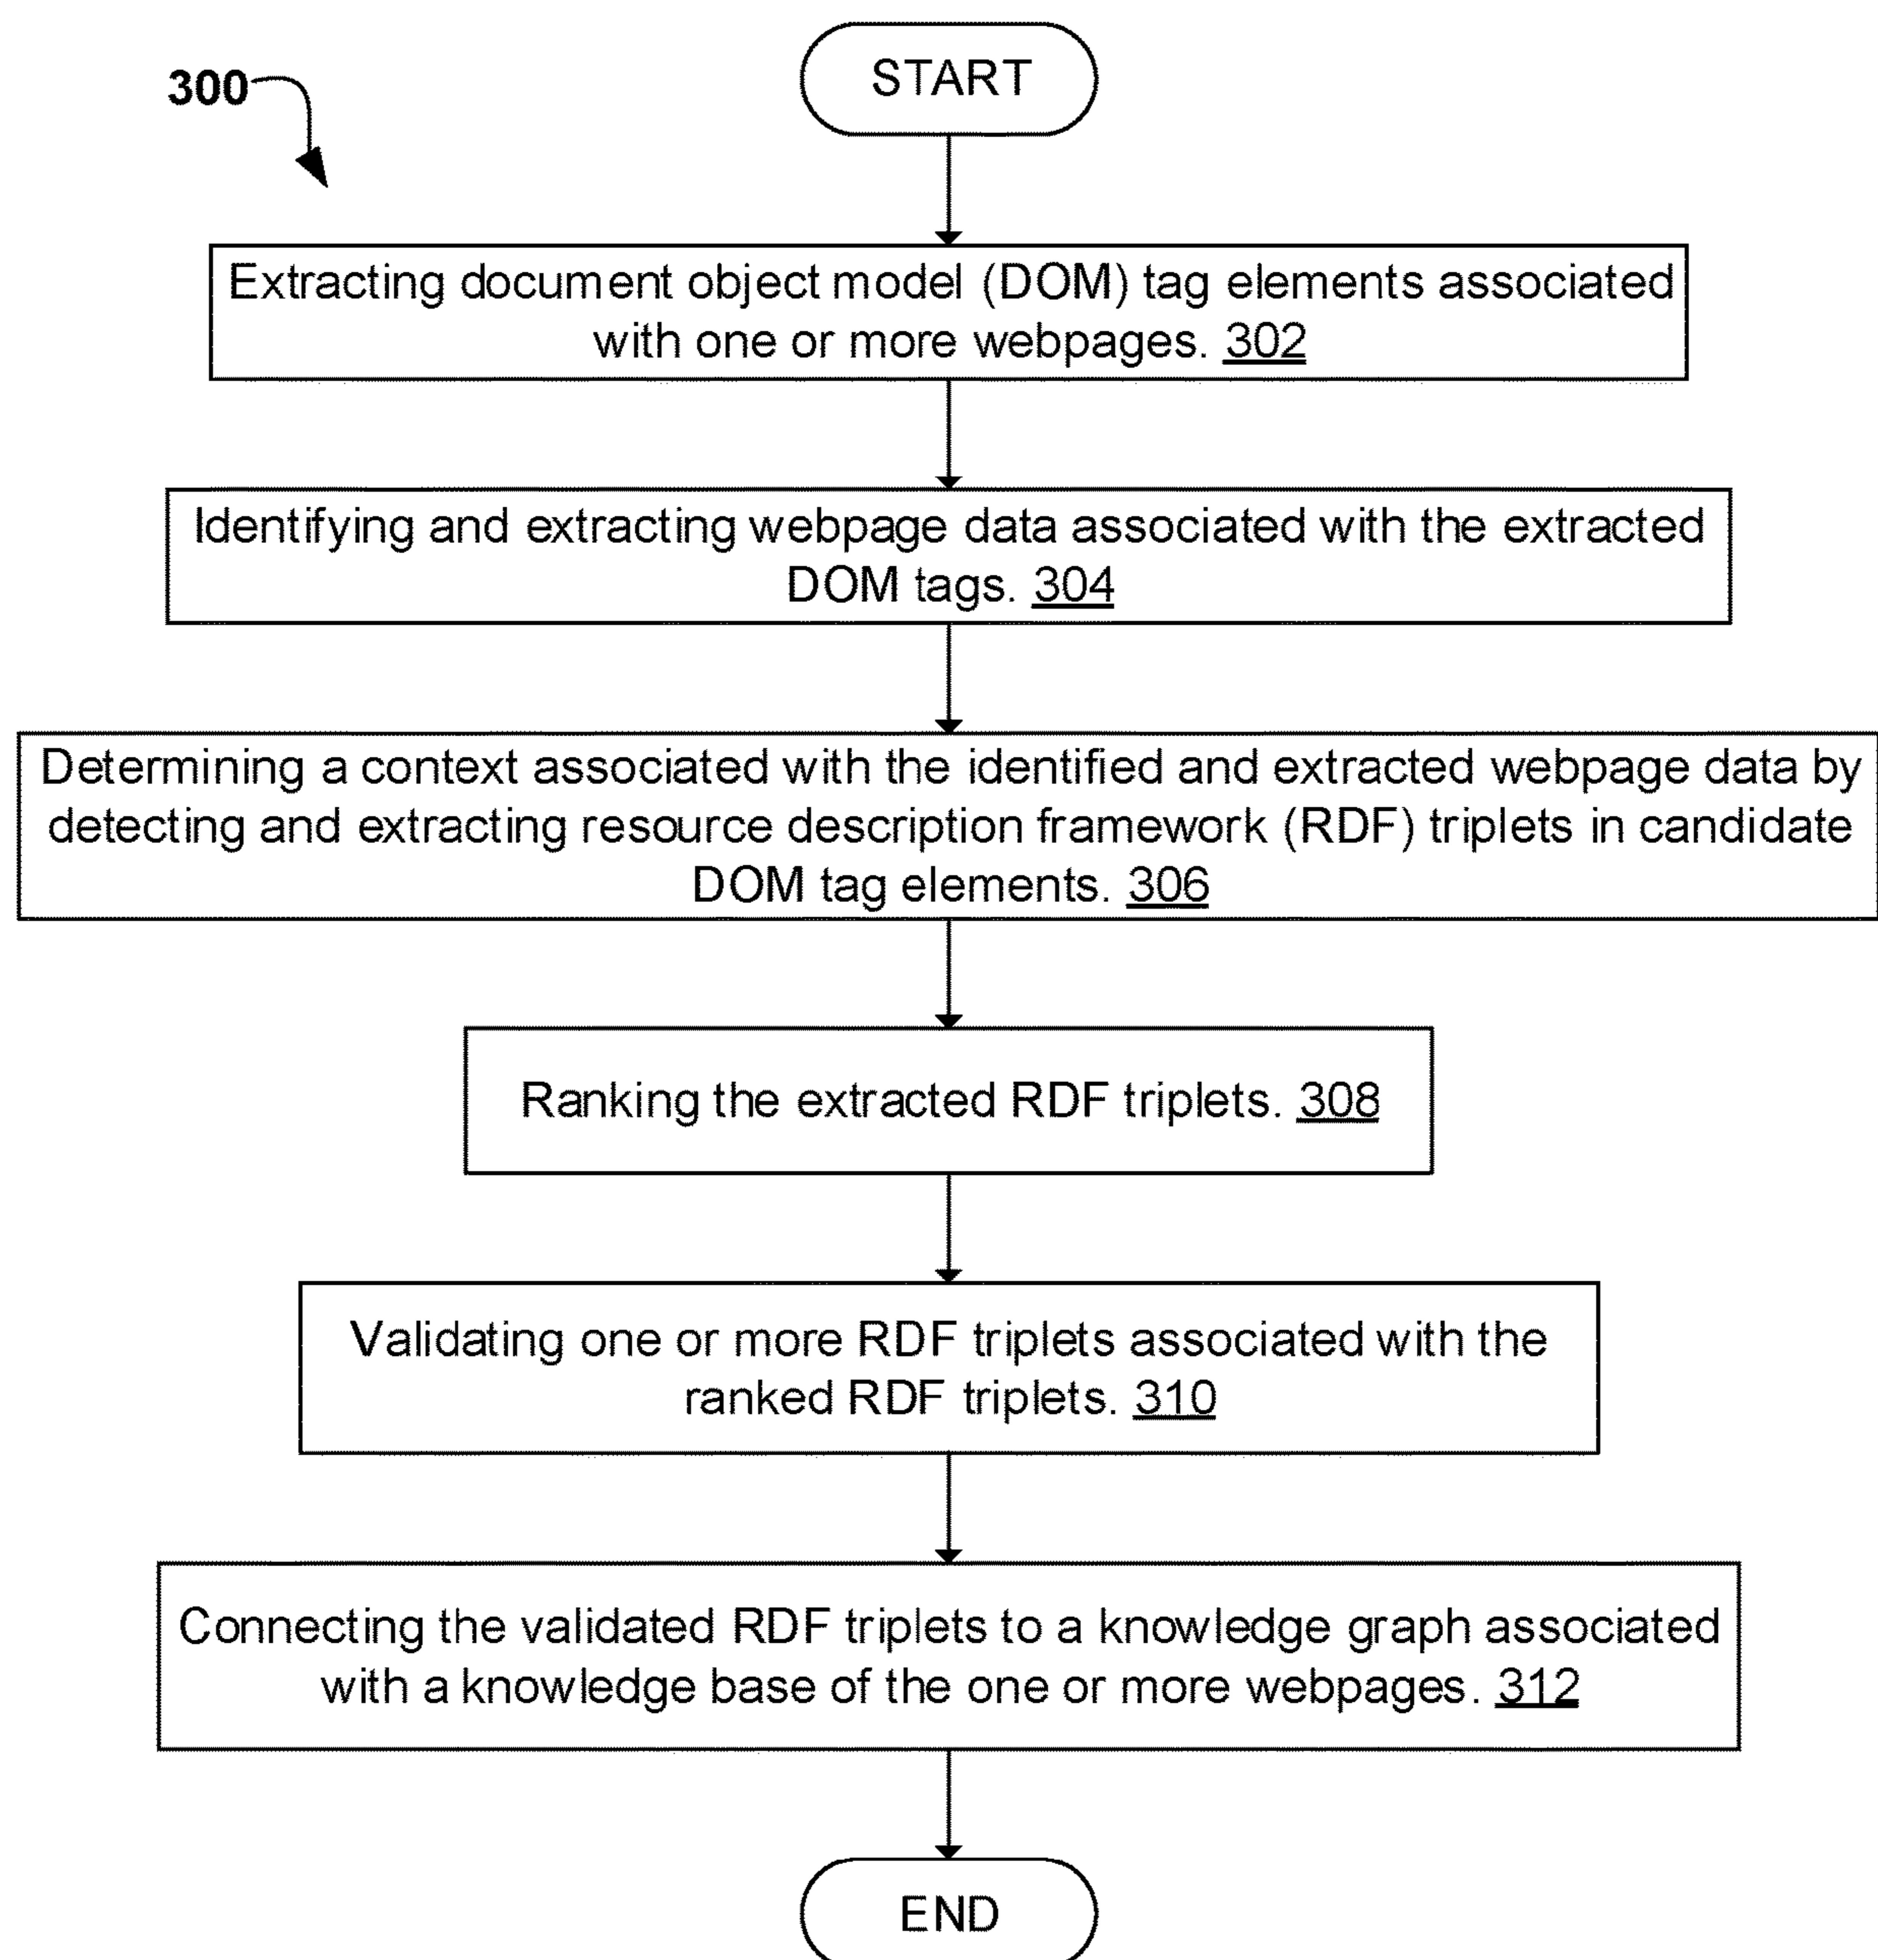 START
300
Extracting document object model (DOM) tag elements associated
with one or more webpages. 302
Identifying and extracting webpage data associated with the extracted
DOM tags. 304
Determining a context associated with the identified and extracted webpage data by
detecting and extracting resource description framework (RDF) triplets in candidate
DOM tag elements. 306
Ranking the extracted RDF triplets. 308
Validating one or more RDF triplets associated with the
ranked RDF triplets. 310
Connecting the validated RDF triplets to a knowledge graph associated
with a knowledge base of the one or more webpages. 312
END